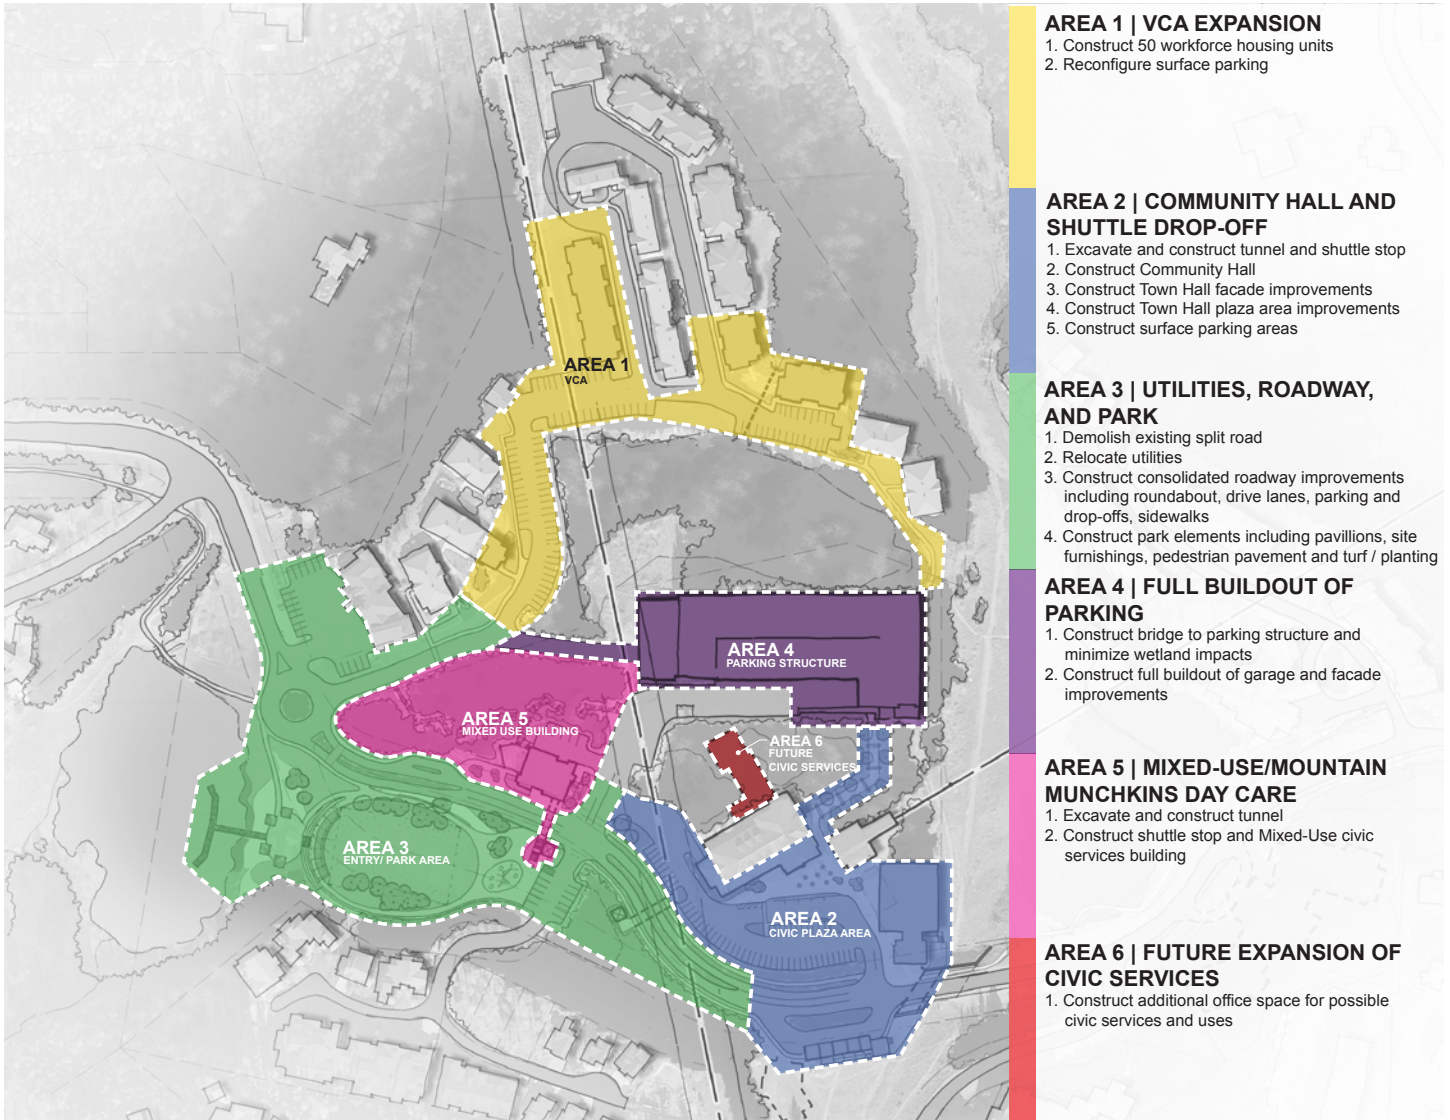 AREA 1 | VCA EXPANSION
1. Construct 50 workforce housing units
2. Reconfigure surface parking
AREA 2 | COMMUNITY HALL AND
SHUTTLE DROP-OFF
1. Excavate and construct tunnel and shuttle stop
2. Construct Community Hall
3. Construct Town Hall facade improvements
4. Construct Town Hall plaza area improvements
5. Construct surface parking areas
AREA 3 | UTILITIES, ROADWAY,
AND PARK
1. Demolish existing split road
2. Relocate utilities
3. Construct consolidated roadway improvements
including roundabout, drive lanes, parking and
drop-offs, sidewalks
4. Construct park elements including pavillions, site
furnishings, pedestrian pavement and turf / planting
AREA 4 | FULL BUILDOUT OF
PARKING
1. Construct bridge to parking structure and
minimize wetland impacts
2. Construct full buildout of garage and facade
improvements
AREA 5 | MIXED-USE/MOUNTAIN
MUNCHKINS DAY CARE
1. Excavate and construct tunnel
2. Construct shuttle stop and Mixed-Use civic
services building
AREA 6 | FUTURE EXPANSION OF
CIVIC SERVICES
1. Construct additional office space for possible
civic services and uses
AREA 1
VCA
AREA 4
PARKING STRUCTURE
AREA 5
MIXED USE BUILDING
AREA 6
FUTURE
CIVIC SERVICES
AREA 3
ENTRY/ PARK AREA
AREA 2
CIVIC PLAZA AREA